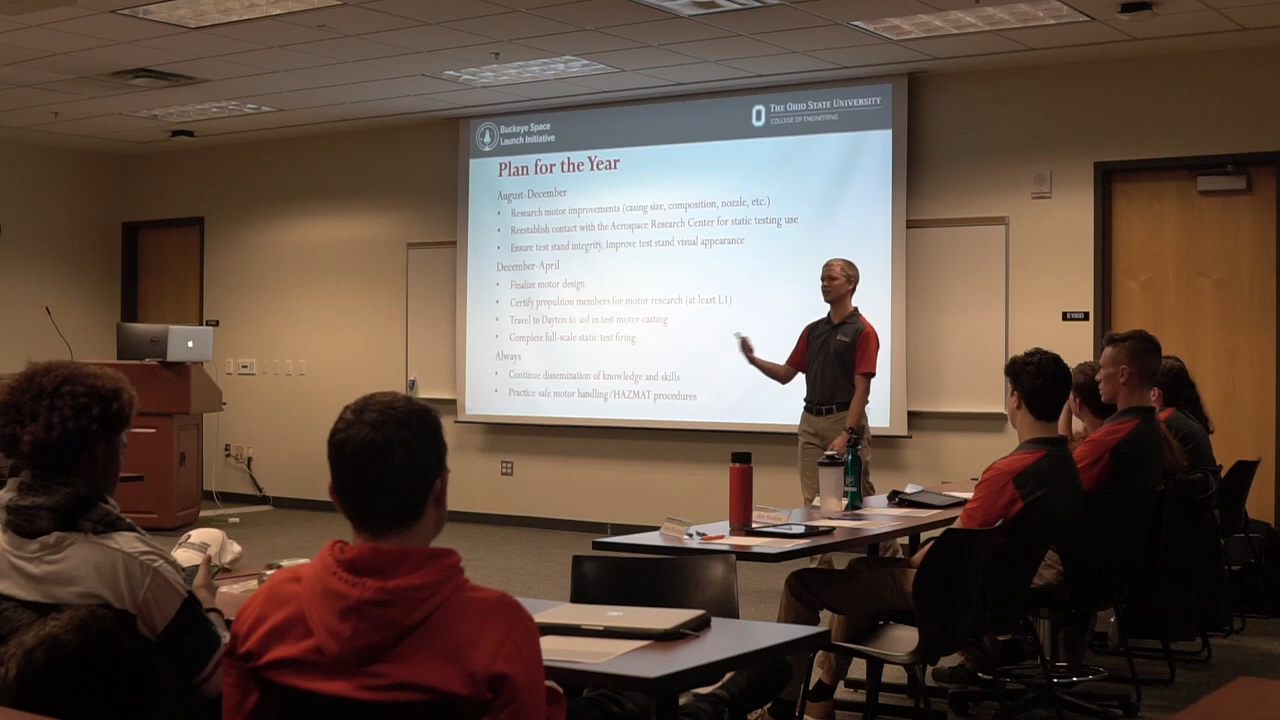 Buckeye Space
Launch Initiative
THE OHIO STATE UNIVERSITY
COLLEGE OF ENGINEERING
Plan for the Year
August-December
• Research motor improvements (casing size, composition, nozzle, etc.)
• Reestablish contact with the Aerospace Research Center for static testing use
• Ensure test stand integrity. Improve test stand visual appearance
December-April
• Finalize motor design.
• Certify propulsion members for motor research (at least L1)
• Travel to Dayton to aid in test motor casting
• Complete full-scale static test firing
Always
• Continue dissemination of knowledge and skills
• Practice safe motor handling/HAZMAT procedures
E100D